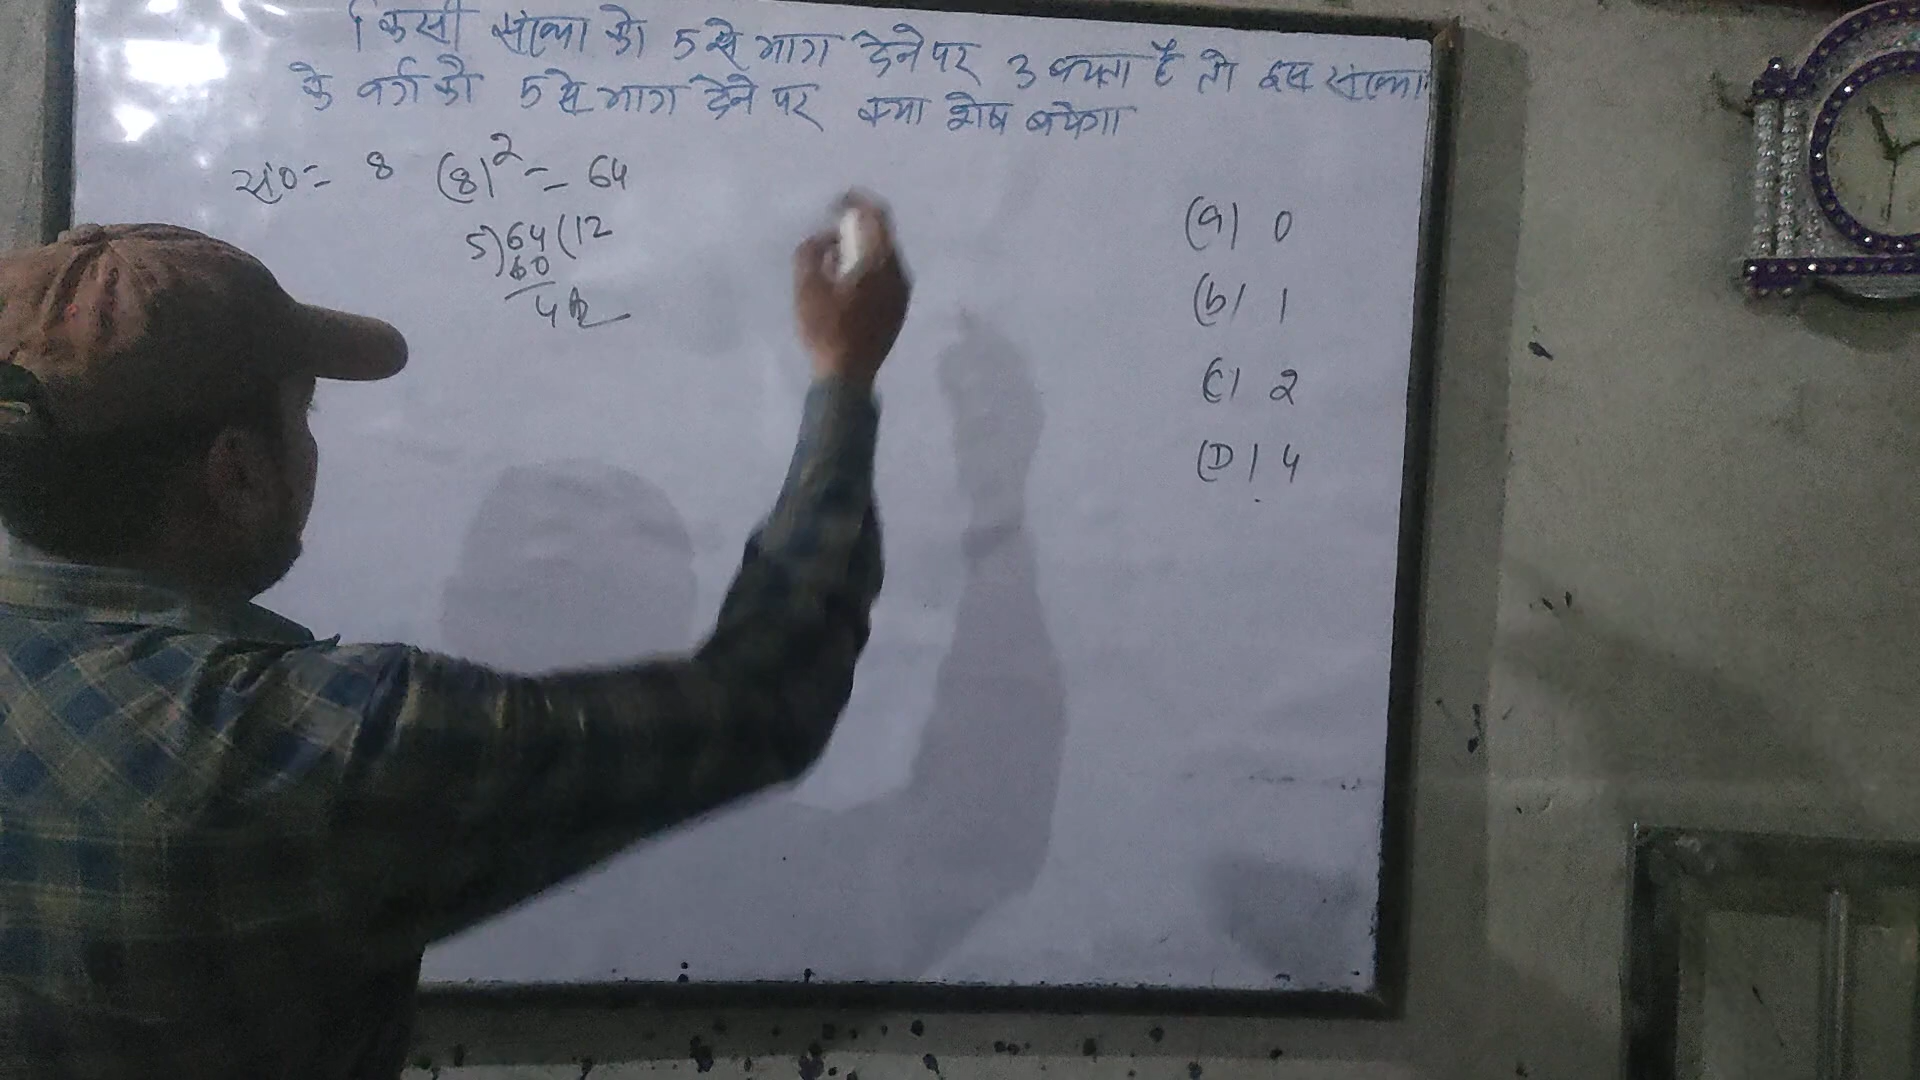 किसी संख्या को 5 से भाग देने पर 3 बचता है तो इस संख्या
के वर्ग को 5 से भाग देने पर क्या शेष बचेगा
सं0 = 8 (8)² = 64
5)64(12
60
4
(a) 0
(b) 1
(c) 2
(D) 4